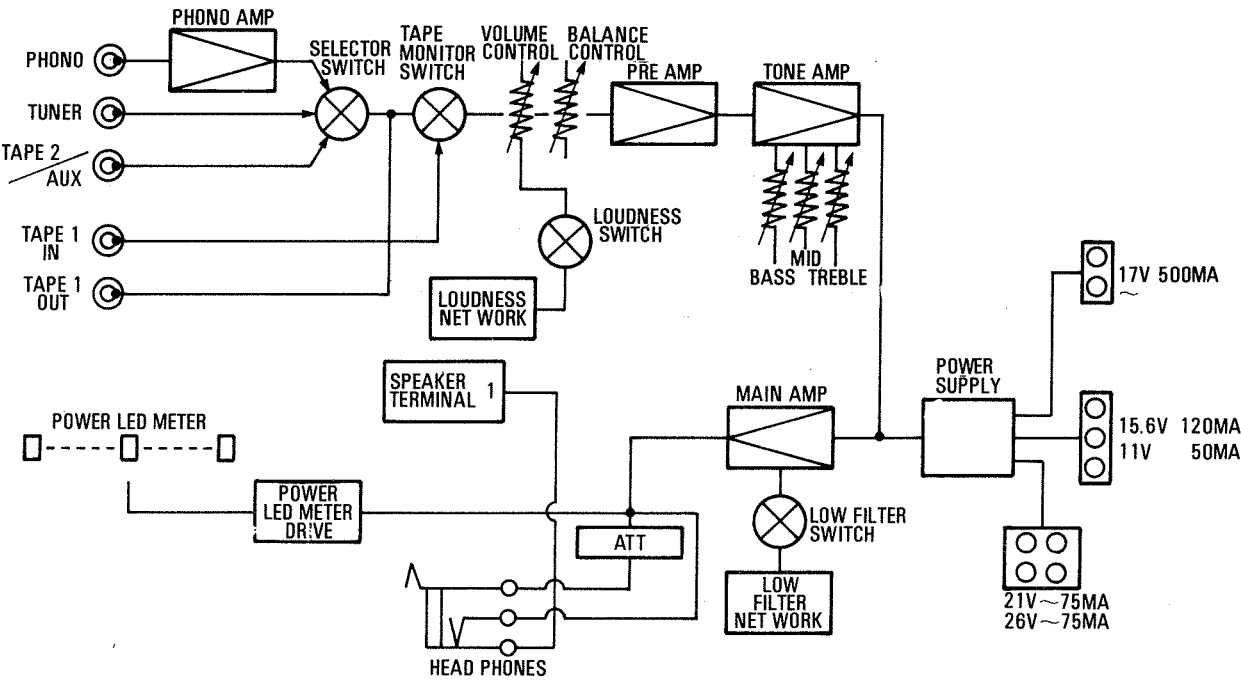 PHONO AMP
PHONO
SELECTOR
SWITCH
TAPE
MONITOR
SWITCH
VOLUME
CONTROL
BALANCE
CONTROL
PRE AMP
TONE AMP
TUNER
TAPE 2
AUX
TAPE 1
IN
TAPE 1
OUT
LOUDNESS
SWITCH
LOUDNESS
NET WORK
BASS
MID
TREBLE
17V 500MA
~
SPEAKER
TERMINAL 1
MAIN AMP
POWER
SUPPLY
15.6V 120MA
11V 50MA
POWER LED METER
POWER
LED METER
DRIVE
ATT
LOW FILTER
SWITCH
LOW
FILTER
NET WORK
21V~75MA
26V~75MA
HEAD PHONES